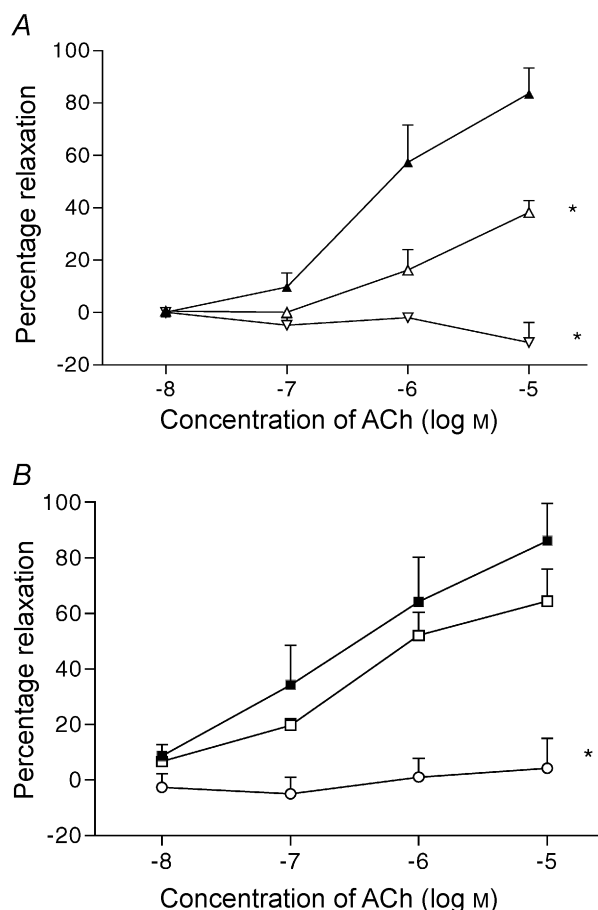 A
Percentage relaxation
100
80
60
40
20
0
-20
*
*
-8 -7 -6 -5
Concentration of ACh (log M)
B
Percentage relaxation
100
80
60
40
20
0
-20
*
-8 -7 -6 -5
Concentration of ACh (log M)